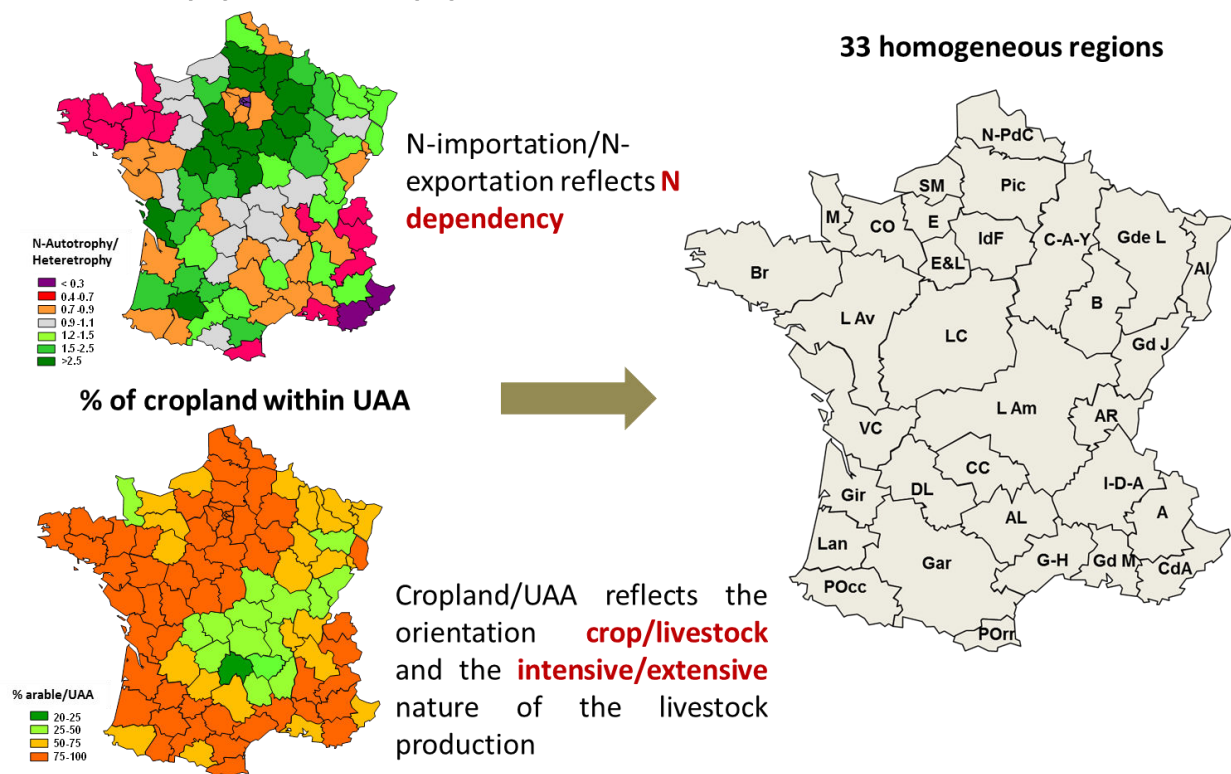 33 homogeneous regions
N-importation/N-
exportation reflects N
dependency
N-Autotrophy/
Heteretrophy
< 0.3
0.4-0.7
0.7-0.9
0.9-1.1
1.2-1.5
1.5-2.5
>2.5
% of cropland within UAA
% arable/UAA
20-25
25-50
50-75
75-100
Cropland/UAA reflects the
orientation crop/livestock
and the intensive/extensive
nature of the livestock
production
N-PdC
SM
Pic
M
CO
E
IdF
C-A-Y
Gde L
Al
E&L
Br
B
L Av
LC
Gd J
L Am
AR
VC
CC
I-D-A
Gir
DL
A
AL
Lan
Gar
G-H
Gd M
CdA
POcc
POrr